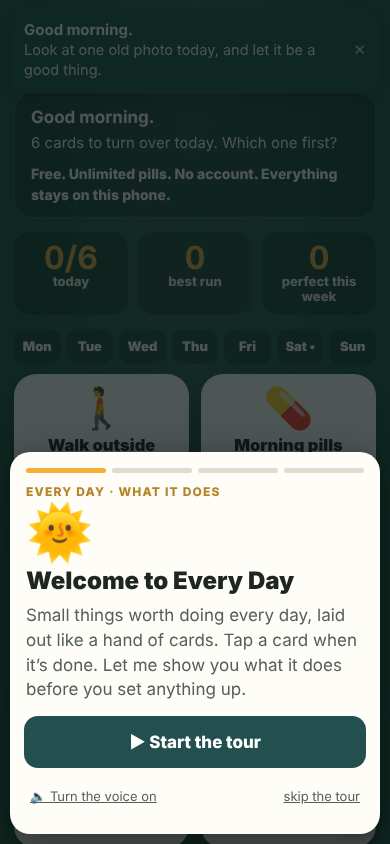 Good morning.
Look at one old photo today, and let it be a
good thing.
×
Good morning.
6 cards to turn over today. Which one first?
Free. Unlimited pills. No account. Everything
stays on this phone.
0/6
today
0
best run
0
perfect this
week
Mon
Tue
Wed
Thu
Fri
Sat •
Sun
Walk outside
Morning pills
EVERY DAY · WHAT IT DOES
Welcome to Every Day
Small things worth doing every day, laid
out like a hand of cards. Tap a card when
it’s done. Let me show you what it does
before you set anything up.
▶ Start the tour
🔈 Turn the voice on
skip the tour